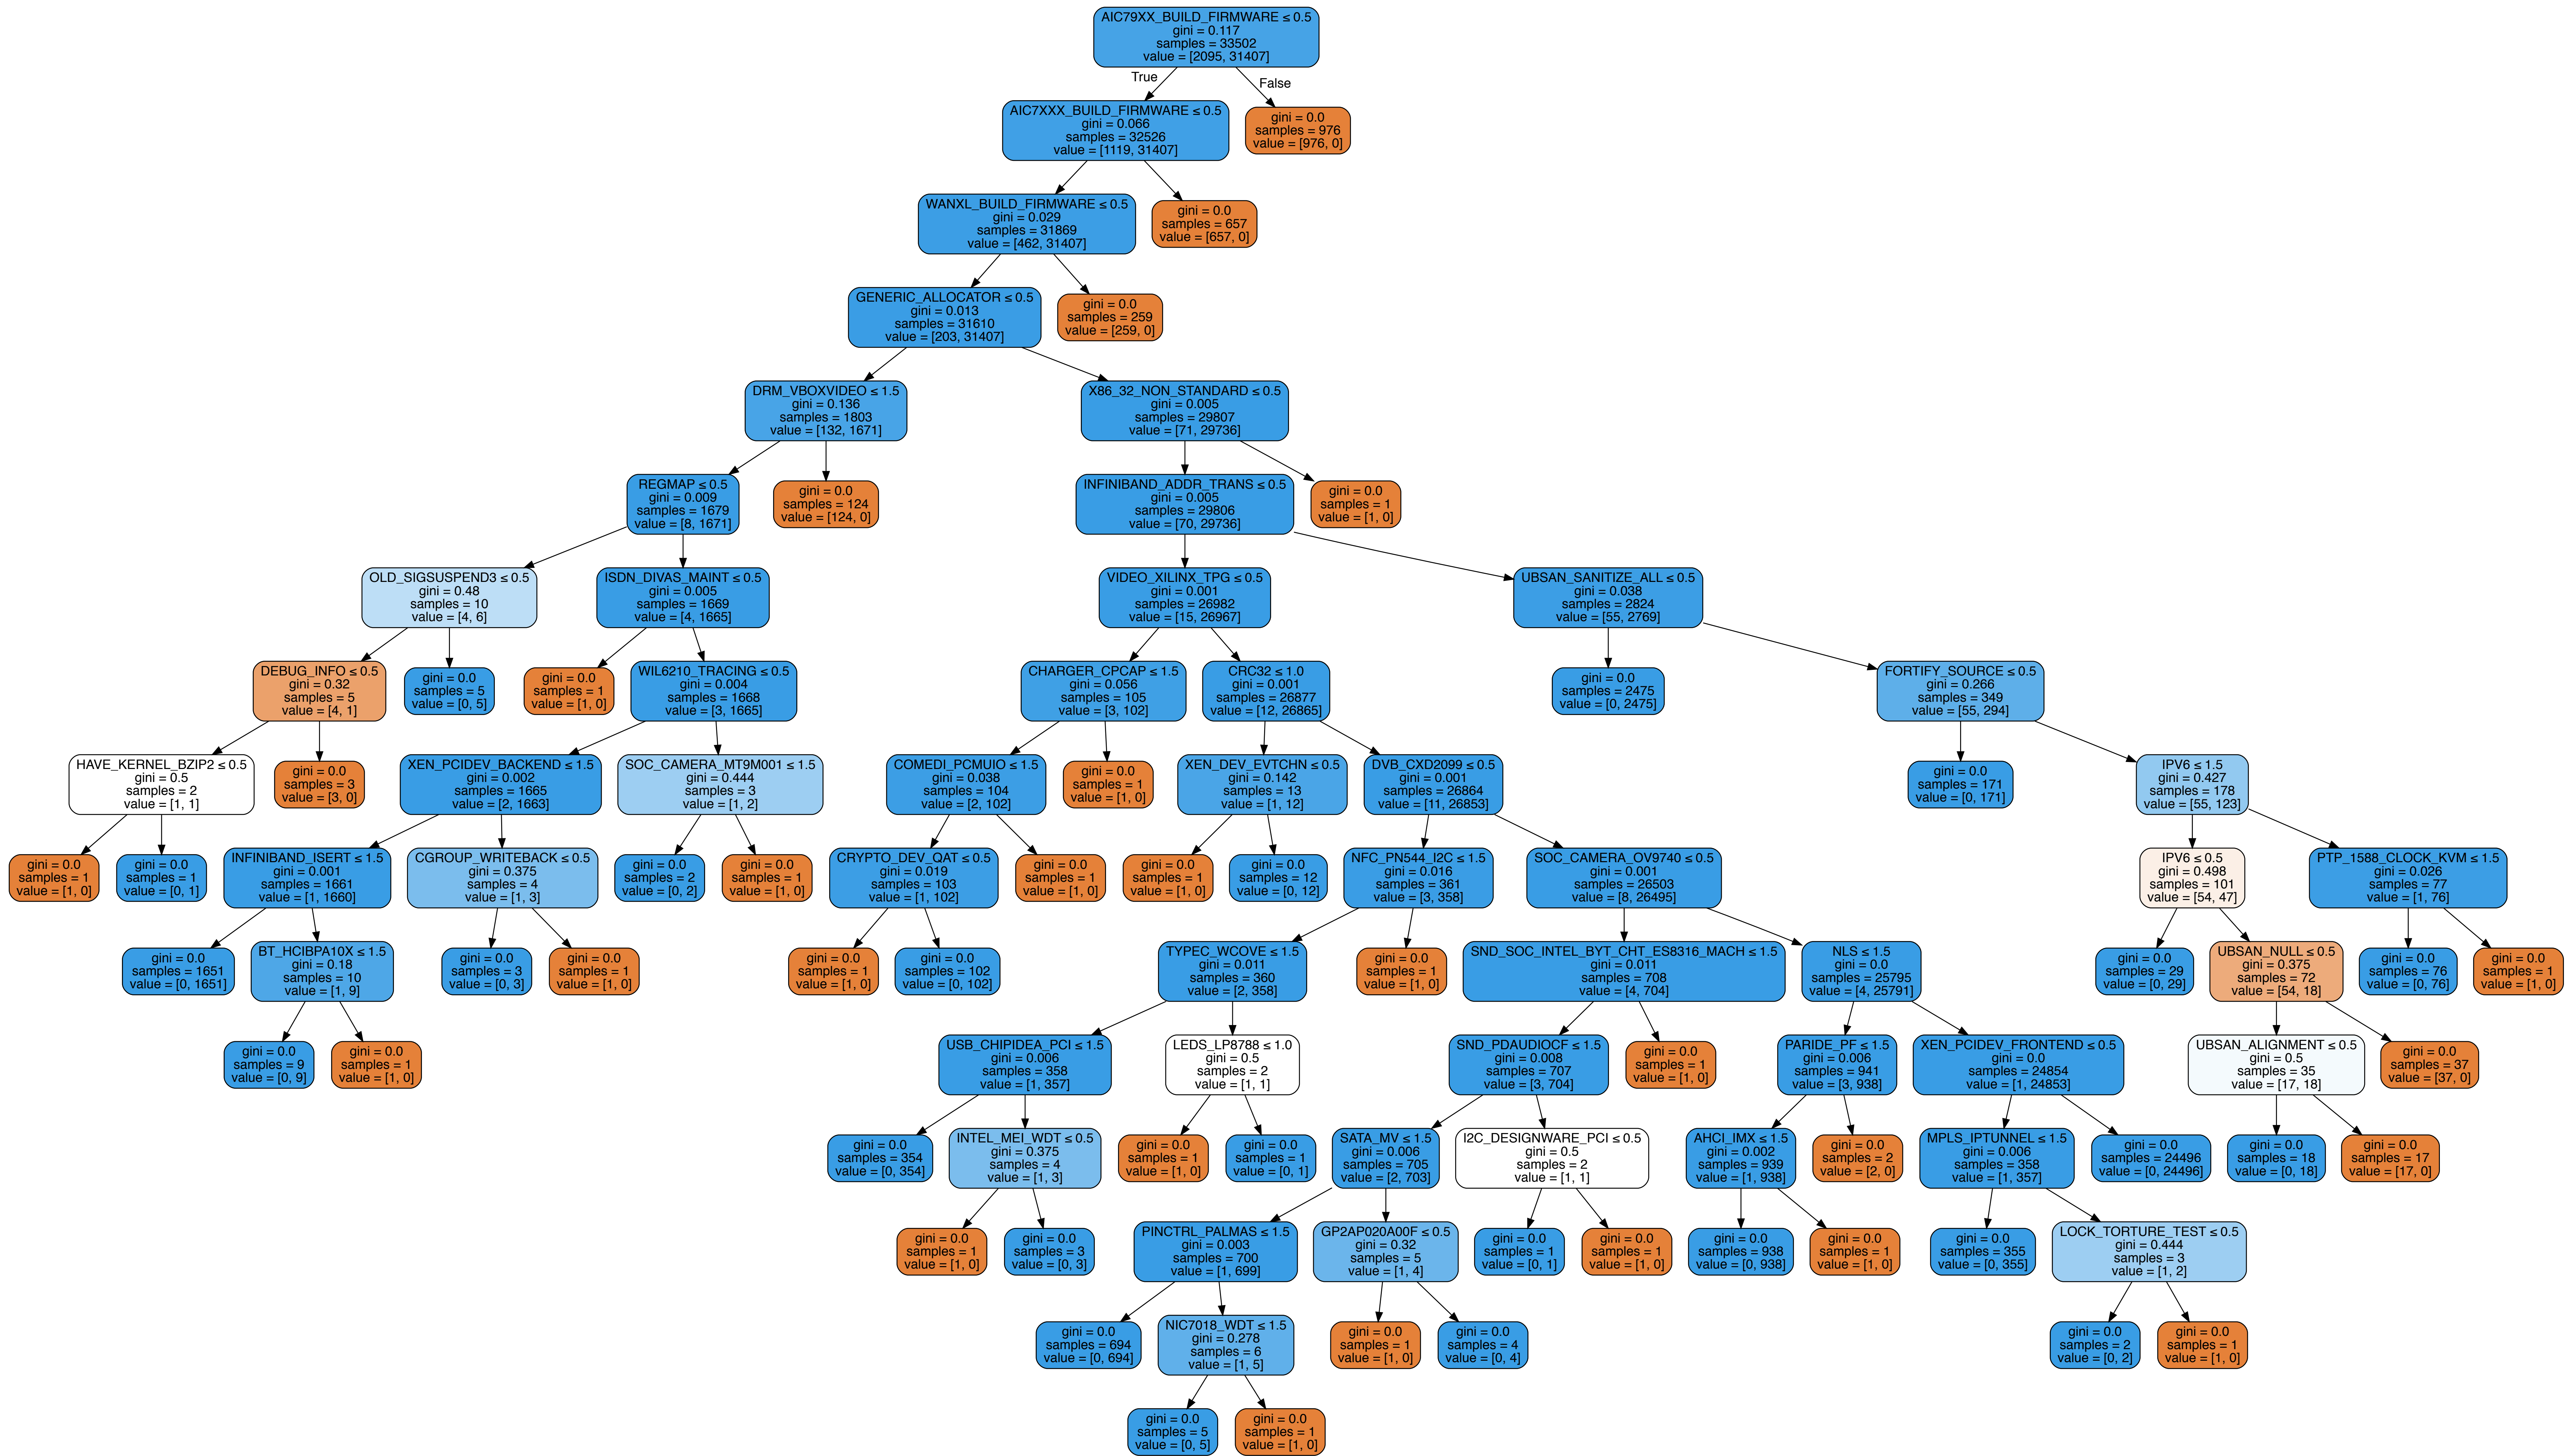 AIC79XX_BUILD_FIRMWARE ≤ 0.5
gini = 0.117
samples = 33502
value = [2095, 31407]
True
False
AIC7XXX_BUILD_FIRMWARE ≤ 0.5
gini = 0.066
samples = 32526
value = [1119, 31407]
gini = 0.0
samples = 976
value = [976, 0]
WANXL_BUILD_FIRMWARE ≤ 0.5
gini = 0.029
samples = 31869
value = [462, 31407]
gini = 0.0
samples = 657
value = [657, 0]
GENERIC_ALLOCATOR ≤ 0.5
gini = 0.013
samples = 31610
value = [203, 31407]
gini = 0.0
samples = 259
value = [259, 0]
DRM_VBOXVIDEO ≤ 1.5
gini = 0.136
samples = 1803
value = [132, 1671]
X86_32_NON_STANDARD ≤ 0.5
gini = 0.005
samples = 29807
value = [71, 29736]
REGMAP ≤ 0.5
gini = 0.009
samples = 1679
value = [8, 1671]
gini = 0.0
samples = 124
value = [124, 0]
INFINIBAND_ADDR_TRANS ≤ 0.5
gini = 0.005
samples = 29806
value = [70, 29736]
gini = 0.0
samples = 1
value = [1, 0]
OLD_SIGSUSPEND3 ≤ 0.5
gini = 0.48
samples = 10
value = [4, 6]
ISDN_DIVAS_MAINT ≤ 0.5
gini = 0.005
samples = 1669
value = [4, 1665]
VIDEO_XILINX_TPG ≤ 0.5
gini = 0.001
samples = 26982
value = [15, 26967]
UBSAN_SANITIZE_ALL ≤ 0.5
gini = 0.038
samples = 2824
value = [55, 2769]
DEBUG_INFO ≤ 0.5
gini = 0.32
samples = 5
value = [4, 1]
gini = 0.0
samples = 5
value = [0, 5]
gini = 0.0
samples = 1
value = [1, 0]
WIL6210_TRACING ≤ 0.5
gini = 0.004
samples = 1668
value = [3, 1665]
CHARGER_CPCAP ≤ 1.5
gini = 0.056
samples = 105
value = [3, 102]
CRC32 ≤ 1.0
gini = 0.001
samples = 26877
value = [12, 26865]
gini = 0.0
samples = 2475
value = [0, 2475]
FORTIFY_SOURCE ≤ 0.5
gini = 0.266
samples = 349
value = [55, 294]
HAVE_KERNEL_BZIP2 ≤ 0.5
gini = 0.5
samples = 2
value = [1, 1]
gini = 0.0
samples = 3
value = [3, 0]
XEN_PCIDEV_BACKEND ≤ 1.5
gini = 0.002
samples = 1665
value = [2, 1663]
SOC_CAMERA_MT9M001 ≤ 1.5
gini = 0.444
samples = 3
value = [1, 2]
COMEDI_PCMUIO ≤ 1.5
gini = 0.038
samples = 104
value = [2, 102]
gini = 0.0
samples = 1
value = [1, 0]
XEN_DEV_EVTCHN ≤ 0.5
gini = 0.142
samples = 13
value = [1, 12]
DVB_CXD2099 ≤ 0.5
gini = 0.001
samples = 26864
value = [11, 26853]
gini = 0.0
samples = 171
value = [0, 171]
IPV6 ≤ 1.5
gini = 0.427
samples = 178
value = [55, 123]
gini = 0.0
samples = 1
value = [1, 0]
gini = 0.0
samples = 1
value = [0, 1]
INFINIBAND_ISERT ≤ 1.5
gini = 0.001
samples = 1661
value = [1, 1660]
CGROUP_WRITEBACK ≤ 0.5
gini = 0.375
samples = 4
value = [1, 3]
gini = 0.0
samples = 2
value = [0, 2]
gini = 0.0
samples = 1
value = [1, 0]
CRYPTO_DEV_QAT ≤ 0.5
gini = 0.019
samples = 103
value = [1, 102]
gini = 0.0
samples = 1
value = [1, 0]
gini = 0.0
samples = 1
value = [1, 0]
gini = 0.0
samples = 12
value = [0, 12]
NFC_PN544_I2C ≤ 1.5
gini = 0.016
samples = 361
value = [3, 358]
SOC_CAMERA_OV9740 ≤ 0.5
gini = 0.001
samples = 26503
value = [8, 26495]
IPV6 ≤ 0.5
gini = 0.498
samples = 101
value = [54, 47]
PTP_1588_CLOCK_KVM ≤ 1.5
gini = 0.026
samples = 77
value = [1, 76]
gini = 0.0
samples = 1651
value = [0, 1651]
BT_HCIBPA10X ≤ 1.5
gini = 0.18
samples = 10
value = [1, 9]
gini = 0.0
samples = 3
value = [0, 3]
gini = 0.0
samples = 1
value = [1, 0]
gini = 0.0
samples = 1
value = [1, 0]
gini = 0.0
samples = 102
value = [0, 102]
TYPEC_WCOVE ≤ 1.5
gini = 0.011
samples = 360
value = [2, 358]
gini = 0.0
samples = 1
value = [1, 0]
SND_SOC_INTEL_BYT_CHT_ES8316_MACH ≤ 1.5
gini = 0.011
samples = 708
value = [4, 704]
NLS ≤ 1.5
gini = 0.0
samples = 25795
value = [4, 25791]
gini = 0.0
samples = 29
value = [0, 29]
UBSAN_NULL ≤ 0.5
gini = 0.375
samples = 72
value = [54, 18]
gini = 0.0
samples = 76
value = [0, 76]
gini = 0.0
samples = 1
value = [1, 0]
gini = 0.0
samples = 9
value = [0, 9]
gini = 0.0
samples = 1
value = [1, 0]
USB_CHIPIDEA_PCI ≤ 1.5
gini = 0.006
samples = 358
value = [1, 357]
LEDS_LP8788 ≤ 1.0
gini = 0.5
samples = 2
value = [1, 1]
SND_PDAUDIOCF ≤ 1.5
gini = 0.008
samples = 707
value = [3, 704]
gini = 0.0
samples = 1
value = [1, 0]
PARIDE_PF ≤ 1.5
gini = 0.006
samples = 941
value = [3, 938]
XEN_PCIDEV_FRONTEND ≤ 0.5
gini = 0.0
samples = 24854
value = [1, 24853]
UBSAN_ALIGNMENT ≤ 0.5
gini = 0.5
samples = 35
value = [17, 18]
gini = 0.0
samples = 37
value = [37, 0]
gini = 0.0
samples = 354
value = [0, 354]
INTEL_MEI_WDT ≤ 0.5
gini = 0.375
samples = 4
value = [1, 3]
gini = 0.0
samples = 1
value = [1, 0]
gini = 0.0
samples = 1
value = [0, 1]
SATA_MV ≤ 1.5
gini = 0.006
samples = 705
value = [2, 703]
I2C_DESIGNWARE_PCI ≤ 0.5
gini = 0.5
samples = 2
value = [1, 1]
AHCI_IMX ≤ 1.5
gini = 0.002
samples = 939
value = [1, 938]
gini = 0.0
samples = 2
value = [2, 0]
MPLS_IPTUNNEL ≤ 1.5
gini = 0.006
samples = 358
value = [1, 357]
gini = 0.0
samples = 24496
value = [0, 24496]
gini = 0.0
samples = 18
value = [0, 18]
gini = 0.0
samples = 17
value = [17, 0]
gini = 0.0
samples = 1
value = [1, 0]
gini = 0.0
samples = 3
value = [0, 3]
PINCTRL_PALMAS ≤ 1.5
gini = 0.003
samples = 700
value = [1, 699]
GP2AP020A00F ≤ 0.5
gini = 0.32
samples = 5
value = [1, 4]
gini = 0.0
samples = 1
value = [0, 1]
gini = 0.0
samples = 1
value = [1, 0]
gini = 0.0
samples = 938
value = [0, 938]
gini = 0.0
samples = 1
value = [1, 0]
gini = 0.0
samples = 355
value = [0, 355]
LOCK_TORTURE_TEST ≤ 0.5
gini = 0.444
samples = 3
value = [1, 2]
gini = 0.0
samples = 694
value = [0, 694]
NIC7018_WDT ≤ 1.5
gini = 0.278
samples = 6
value = [1, 5]
gini = 0.0
samples = 1
value = [1, 0]
gini = 0.0
samples = 4
value = [0, 4]
gini = 0.0
samples = 2
value = [0, 2]
gini = 0.0
samples = 1
value = [1, 0]
gini = 0.0
samples = 5
value = [0, 5]
gini = 0.0
samples = 1
value = [1, 0]